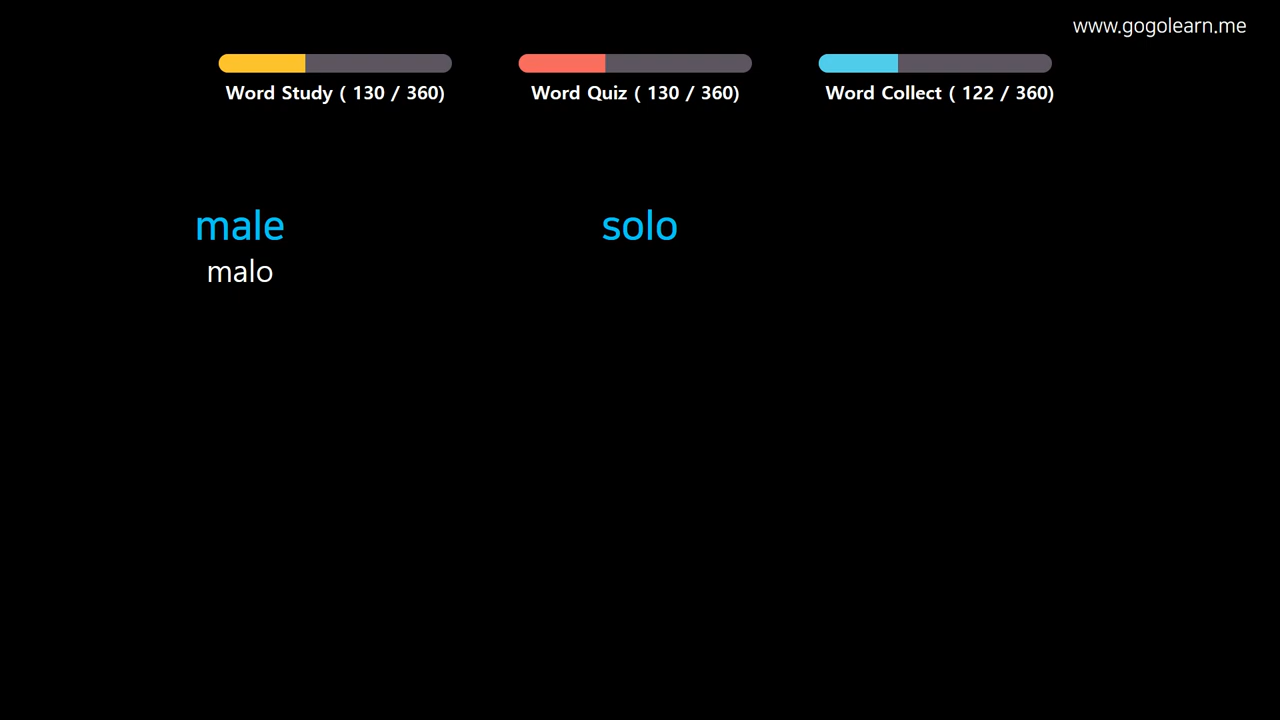 www.gogolearn.me
Word Study ( 130 / 360)
Word Quiz ( 130 / 360)
Word Collect ( 122 / 360)
male
malo
solo